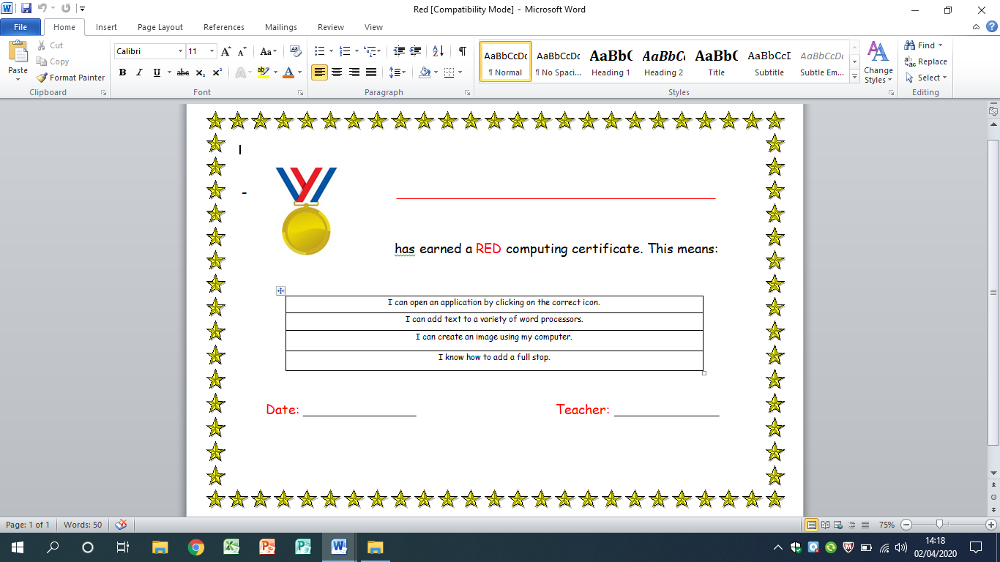 Red [Compatibility Mode] - Microsoft Word
File Home Insert Page Layout References Mailings Review View
Paste
Cut
Copy
Format Painter
Clipboard
Calibri 11
Font
Paragraph
AaBbCcDc AaBbCcDc AaBbC AaBbCc AaBbC AaBbCcI AaBbCcDc
¶ Normal ¶ No Spaci... Heading 1 Heading 2 Title Subtitle Subtle Em...
Styles
Change Styles
Find
Replace
Select
Editing
-
has earned a RED computing certificate. This means:
I can open an application by clicking on the correct icon.
I can add text to a variety of word processors.
I can create an image using my computer.
I know how to add a full stop.
Date: ________________ Teacher: _______________
Page: 1 of 1 Words: 50 75%
14:18
02/04/2020